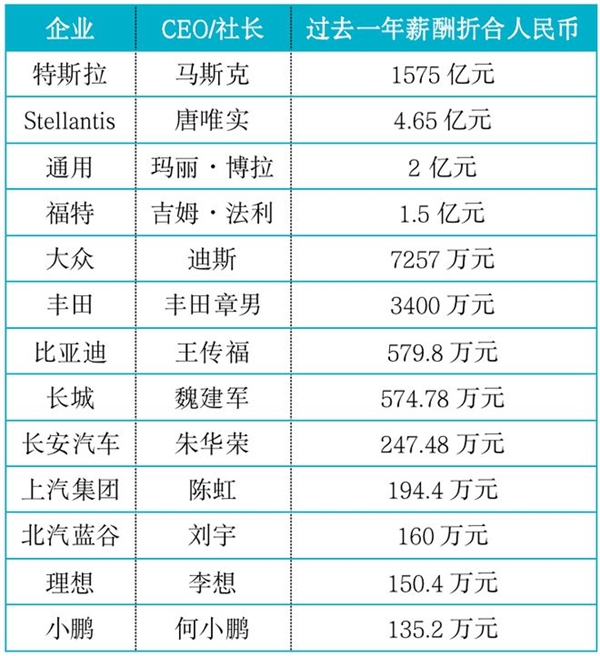 企业 CEO/社长 过去一年薪酬折合人民币
特斯拉 马斯克 1575 亿元
Stellantis 唐唯实 4.65 亿元
通用 玛丽·博拉 2 亿元
福特 吉姆·法利 1.5 亿元
大众 迪斯 7257 万元
丰田 丰田章男 3400 万元
比亚迪 王传福 579.8 万元
长城 魏建军 574.78 万元
长安汽车 朱华荣 247.48 万元
上汽集团 陈虹 194.4 万元
北汽蓝谷 刘宇 160 万元
理想 李想 150.4 万元
小鹏 何小鹏 135.2 万元